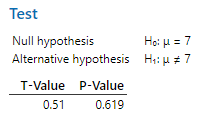 Test
Null hypothesis H₀: μ = 7
Alternative hypothesis H₁: μ ≠ 7
T-Value P-Value
0.51 0.619